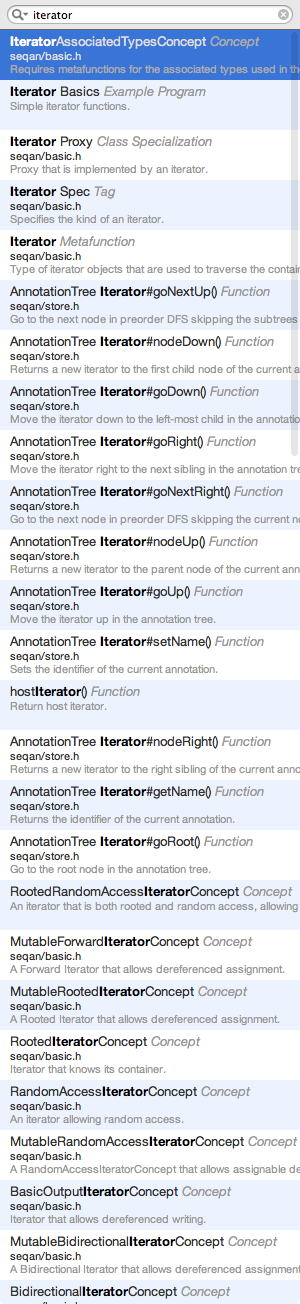 iterator
IteratorAssociatedTypesConcept Concept
seqan/basic.h
Requires metafunctions for the associated types used in the
Iterator Basics Example Program
Simple iterator functions.
Iterator Proxy Class Specialization
seqan/basic.h
Proxy that is implemented by an iterator.
Iterator Spec Tag
seqan/basic.h
Specifies the kind of an iterator.
Iterator Metafunction
seqan/basic.h
Type of iterator objects that are used to traverse the contain
AnnotationTree Iterator#goNextUp() Function
seqan/store.h
Go to the next node in preorder DFS skipping the subtrees
AnnotationTree Iterator#nodeDown() Function
seqan/store.h
Returns a new iterator to the first child node of the current a
AnnotationTree Iterator#goDown() Function
seqan/store.h
Move the iterator down to the left-most child in the annotatio
AnnotationTree Iterator#goRight() Function
seqan/store.h
Move the iterator right to the next sibling in the annotation tre
AnnotationTree Iterator#goNextRight() Function
seqan/store.h
Go to the next node in preorder DFS skipping the current no
AnnotationTree Iterator#nodeUp() Function
seqan/store.h
Returns a new iterator to the parent node of the current anno
AnnotationTree Iterator#goUp() Function
seqan/store.h
Move the iterator up in the annotation tree.
AnnotationTree Iterator#setName() Function
seqan/store.h
Sets the identifier of the current annotation.
hostIterator() Function
Return host iterator.
AnnotationTree Iterator#nodeRight() Function
seqan/store.h
Returns a new iterator to the right sibling of the current anno
AnnotationTree Iterator#getName() Function
seqan/store.h
Returns the identifier of the current annotation.
AnnotationTree Iterator#goRoot() Function
seqan/store.h
Go to the root node in the annotation tree.
RootedRandomAccessIteratorConcept Concept
An iterator that is both rooted and random access, allowing
MutableForwardIteratorConcept Concept
seqan/basic.h
A Forward Iterator that allows dereferenced assignment.
MutableRootedIteratorConcept Concept
seqan/basic.h
A Rooted Iterator that allows dereferenced assignment.
RootedIteratorConcept Concept
seqan/basic.h
Iterator that knows its container.
RandomAccessIteratorConcept Concept
seqan/basic.h
An iterator allowing random access.
MutableRandomAccessIteratorConcept Concept
seqan/basic.h
A RandomAccessIteratorConcept that allows assignable de
BasicOutputIteratorConcept Concept
seqan/basic.h
Iterator that allows dereferenced writing.
MutableBidirectionalIteratorConcept Concept
seqan/basic.h
A Bidirectional Iterator that allows dereferenced assignment
BidirectionalIteratorConcept Concept
seqan/basic.h